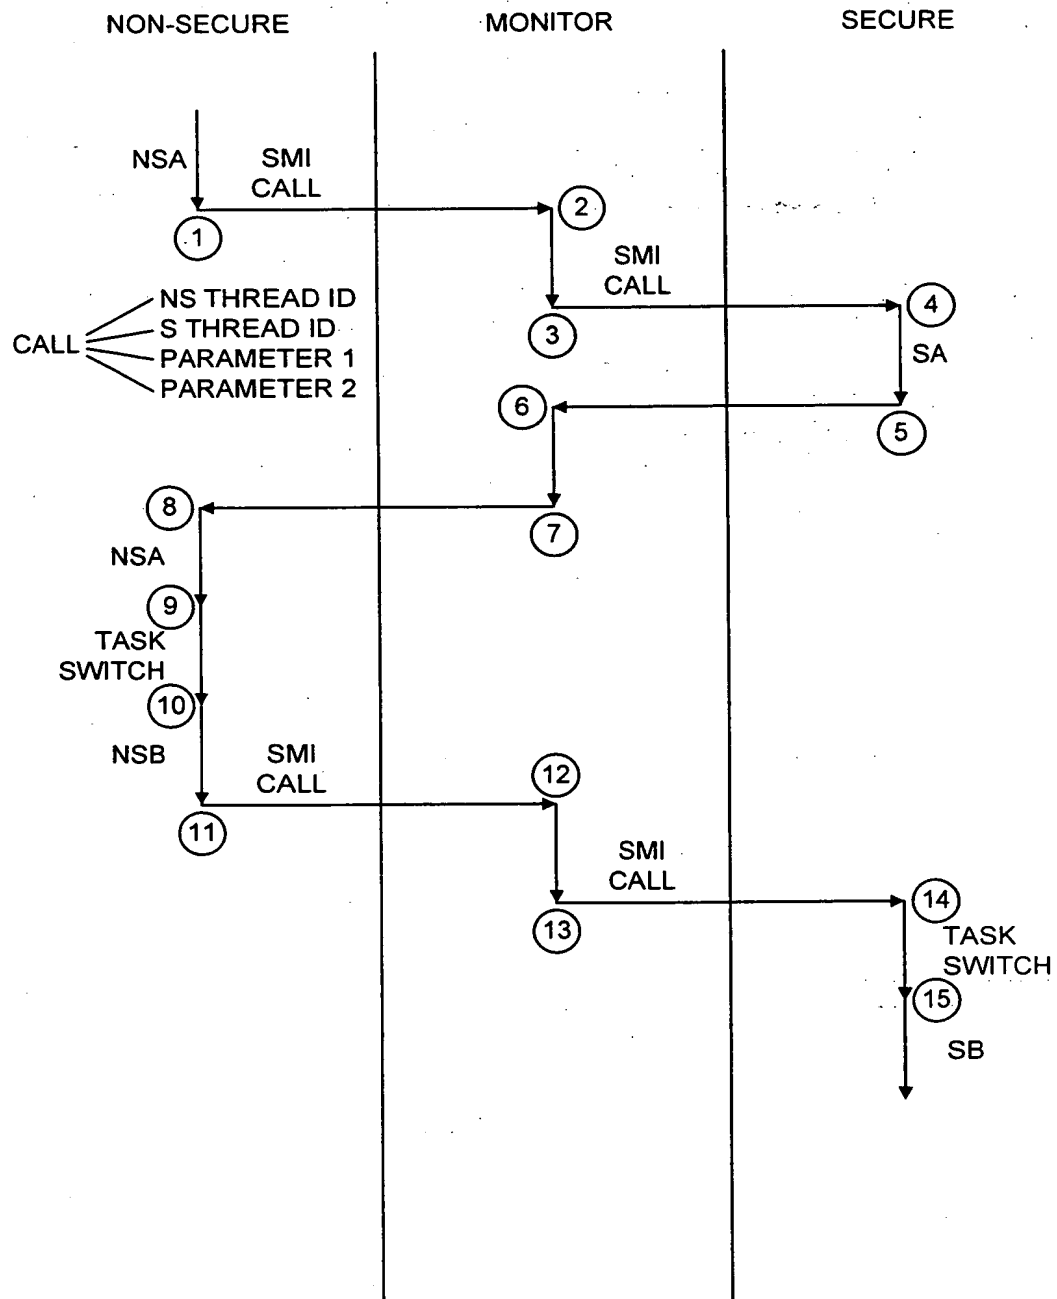 NON-SECURE
MONITOR
SECURE
NSA
SMI
CALL
1
2
SMI
CALL
3
4
CALL
NS THREAD ID
S THREAD ID
PARAMETER 1
PARAMETER 2
SA
6
5
8
7
NSA
9
TASK
SWITCH
10
NSB
SMI
CALL
11
12
SMI
CALL
13
14
TASK
SWITCH
15
SB